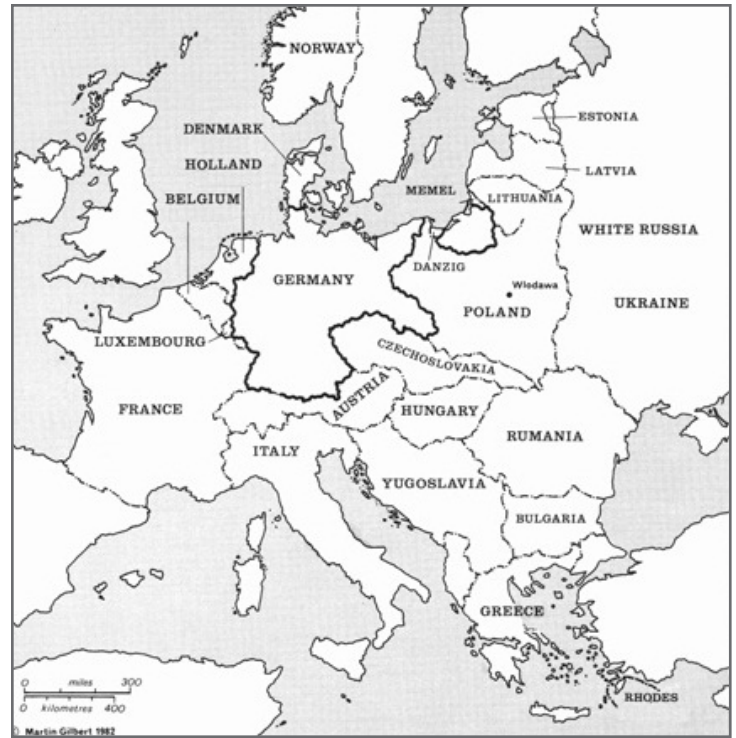 NORWAY
ESTONIA
DENMARK
HOLLAND
LATVIA
BELGIUM
MEMEL
LITHUANIA
WHITE RUSSIA
DANZIG
GERMANY
Wlodawa
UKRAINE
POLAND
LUXEMBOURG
CZECHOSLOVAKIA
AUSTRIA
FRANCE
HUNGARY
RUMANIA
ITALY
YUGOSLAVIA
BULGARIA
GREECE
0 miles 300
0 kilometres 400
RHODES
© Martin Gilbert 1982